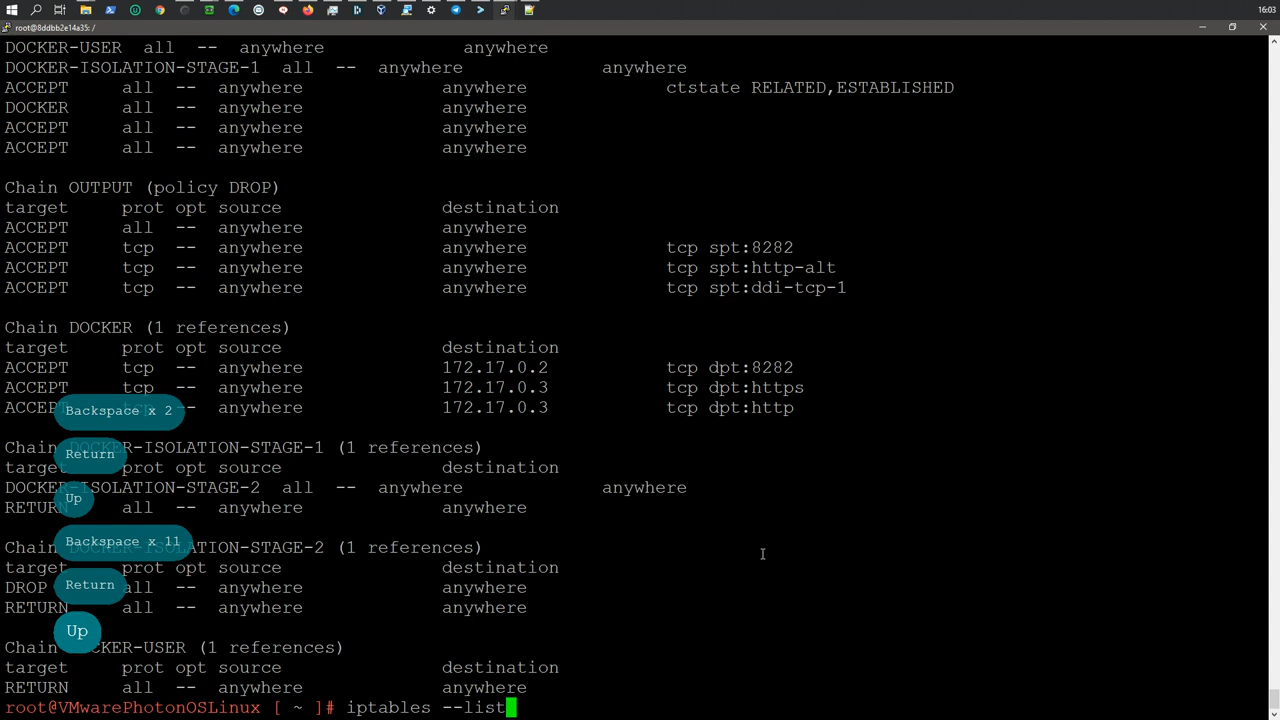 16:03
root@8ddbb2e14a35: /
DOCKER-USER  all  --  anywhere             anywhere
DOCKER-ISOLATION-STAGE-1  all  --  anywhere             anywhere
ACCEPT     all  --  anywhere             anywhere             ctstate RELATED,ESTABLISHED
DOCKER     all  --  anywhere             anywhere
ACCEPT     all  --  anywhere             anywhere
ACCEPT     all  --  anywhere             anywhere
Chain OUTPUT (policy DROP)
target     prot opt source               destination
ACCEPT     all  --  anywhere             anywhere
ACCEPT     tcp  --  anywhere             anywhere             tcp spt:8282
ACCEPT     tcp  --  anywhere             anywhere             tcp spt:http-alt
ACCEPT     tcp  --  anywhere             anywhere             tcp spt:ddi-tcp-1
Chain DOCKER (1 references)
target     prot opt source               destination
ACCEPT     tcp  --  anywhere             172.17.0.2           tcp dpt:8282
ACCEPT     tcp  --  anywhere             172.17.0.3           tcp dpt:https
ACCEPT     tcp  --  anywhere             172.17.0.3           tcp dpt:http
Backspace x 2
Chain DOCKER-ISOLATION-STAGE-1 (1 references)
Return
target     prot opt source               destination
DOCKER-ISOLATION-STAGE-2  all  --  anywhere             anywhere
Up
RETURN     all  --  anywhere             anywhere
Backspace x 11
Chain DOCKER-ISOLATION-STAGE-2 (1 references)
target     prot opt source               destination
DROP       all  --  anywhere             anywhere
Return
RETURN     all  --  anywhere             anywhere
Up
Chain DOCKER-USER (1 references)
target     prot opt source               destination
RETURN     all  --  anywhere             anywhere
root@VMwarePhotonOSLinux [ ~ ]# iptables --list